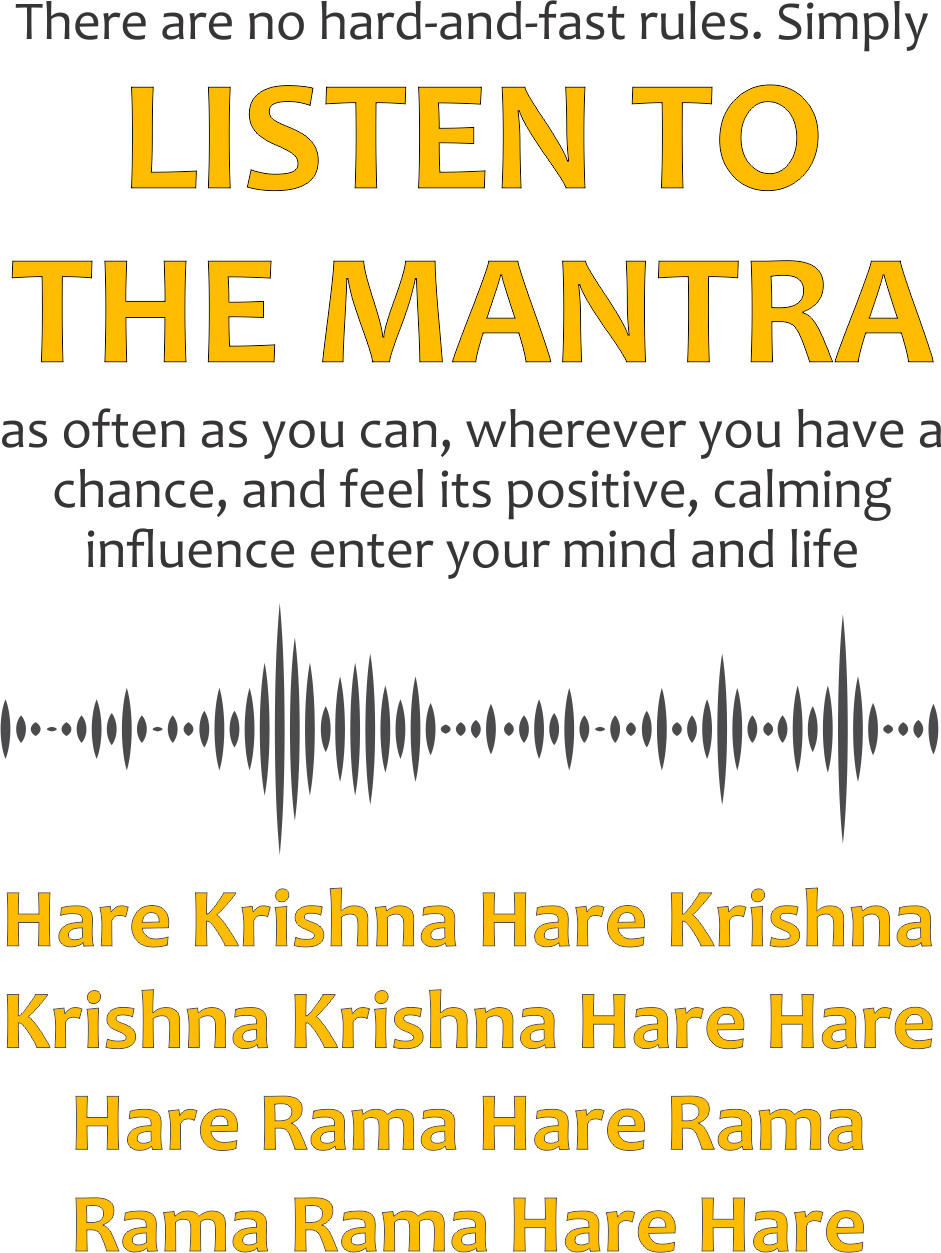 There are no hard-and-fast rules. Simply
LISTEN TO
THE MANTRA
as often as you can, wherever you have a
chance, and feel its positive, calming
influence enter your mind and life
Hare Krishna Hare Krishna
Krishna Krishna Hare Hare
Hare Rama Hare Rama
Rama Rama Hare Hare